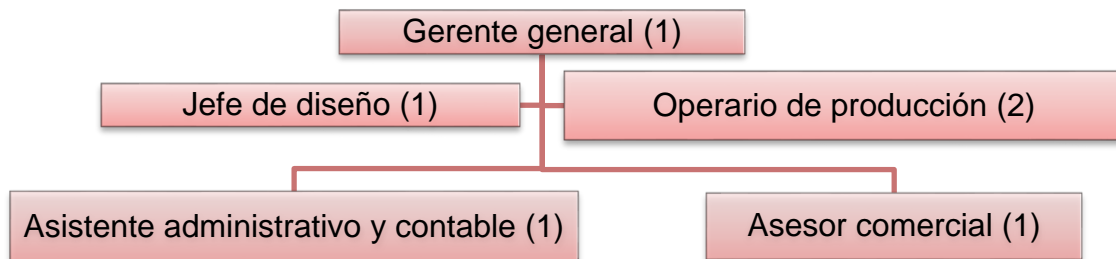 Gerente general (1)
Jefe de diseño (1)
Operario de producción (2)
Asistente administrativo y contable (1)
Asesor comercial (1)